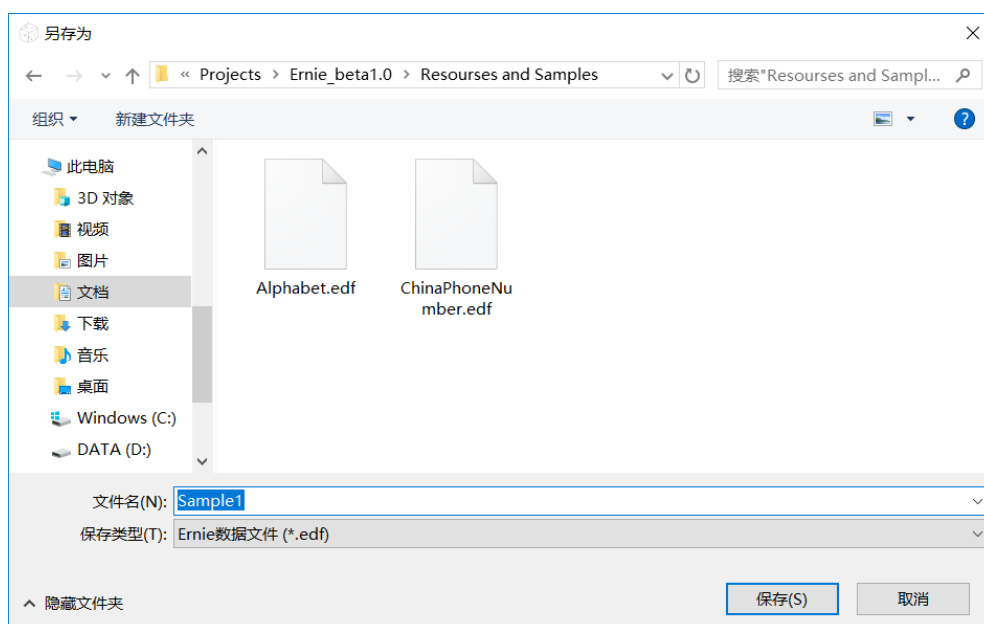 另存为
« Projects › Ernie_beta1.0 › Resourses and Samples
搜索"Resourses and Sampl...
组织
新建文件夹
?
此电脑
3D 对象
视频
图片
文档
下载
音乐
桌面
Windows (C:)
DATA (D:)
Alphabet.edf
ChinaPhoneNu
mber.edf
文件名(N): Sample1
保存类型(T): Ernie数据文件 (*.edf)
隐藏文件夹
保存(S)
取消